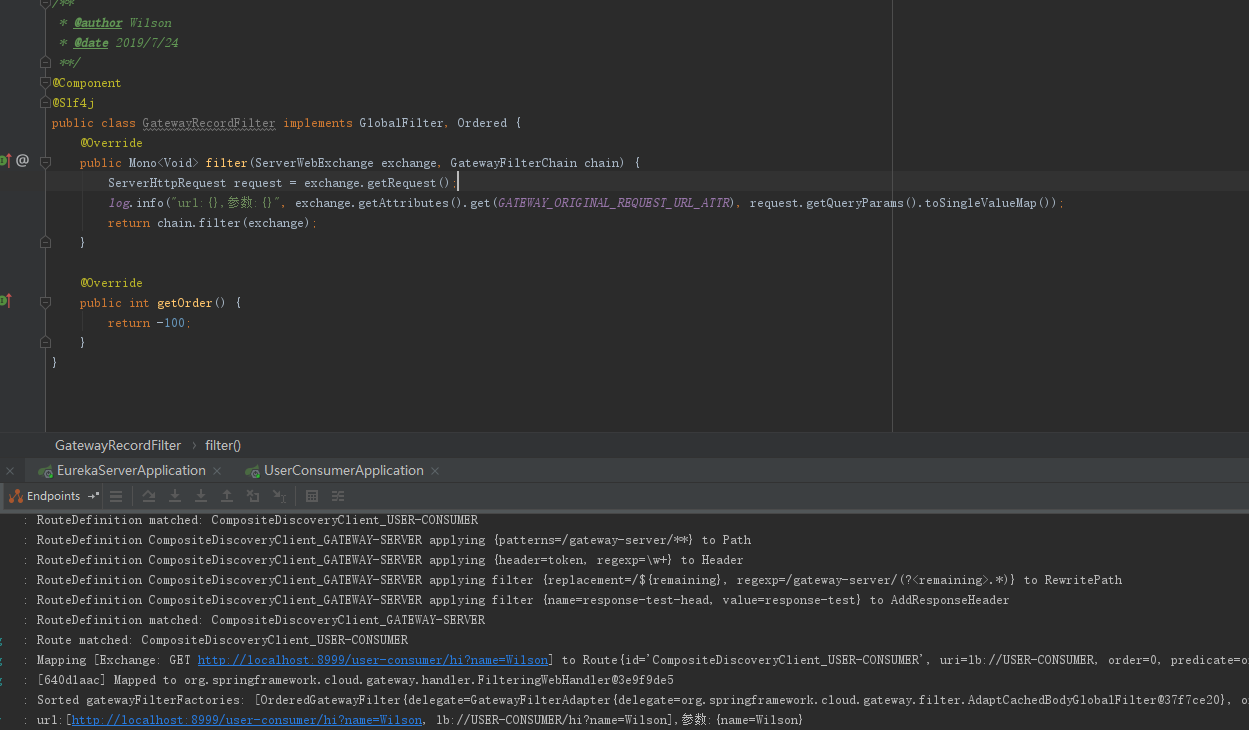 /**
 * @author Wilson
 * @date 2019/7/24
 **/
@Component
@Slf4j
public class GatewayRecordFilter implements GlobalFilter, Ordered {
@Override
public Mono<Void> filter(ServerWebExchange exchange, GatewayFilterChain chain) {
ServerHttpRequest request = exchange.getRequest();
log.info("url:{},参数:{}", exchange.getAttributes().get(GATEWAY_ORIGINAL_REQUEST_URL_ATTR), request.getQueryParams().toSingleValueMap());
return chain.filter(exchange);
}
@Override
public int getOrder() {
return -100;
}
}
GatewayRecordFilter › filter()
EurekaServerApplication UserConsumerApplication
Endpoints
: RouteDefinition matched: CompositeDiscoveryClient_USER-CONSUMER
: RouteDefinition CompositeDiscoveryClient_GATEWAY-SERVER applying {patterns=/gateway-server/**} to Path
: RouteDefinition CompositeDiscoveryClient_GATEWAY-SERVER applying {header=token, regexp=\w+} to Header
: RouteDefinition CompositeDiscoveryClient_GATEWAY-SERVER applying filter {replacement=/${remaining}, regexp=/gateway-server/(?<remaining>.*)} to RewritePath
: RouteDefinition CompositeDiscoveryClient_GATEWAY-SERVER applying filter {name=response-test-head, value=response-test} to AddResponseHeader
: RouteDefinition matched: CompositeDiscoveryClient_GATEWAY-SERVER
: Route matched: CompositeDiscoveryClient_USER-CONSUMER
: Mapping [Exchange: GET http://localhost:8999/user-consumer/hi?name=Wilson] to Route{id='CompositeDiscoveryClient_USER-CONSUMER', uri=lb://USER-CONSUMER, order=0, predicate=o
: [640d1aac] Mapped to org.springframework.cloud.gateway.handler.FilteringWebHandler@3e9f9de5
: Sorted gatewayFilterFactories: [OrderedGatewayFilter{delegate=GatewayFilterAdapter{delegate=org.springframework.cloud.gateway.filter.AdaptCachedBodyGlobalFilter@37f7ce20}, o
: url:[http://localhost:8999/user-consumer/hi?name=Wilson, lb://USER-CONSUMER/hi?name=Wilson],参数:{name=Wilson}